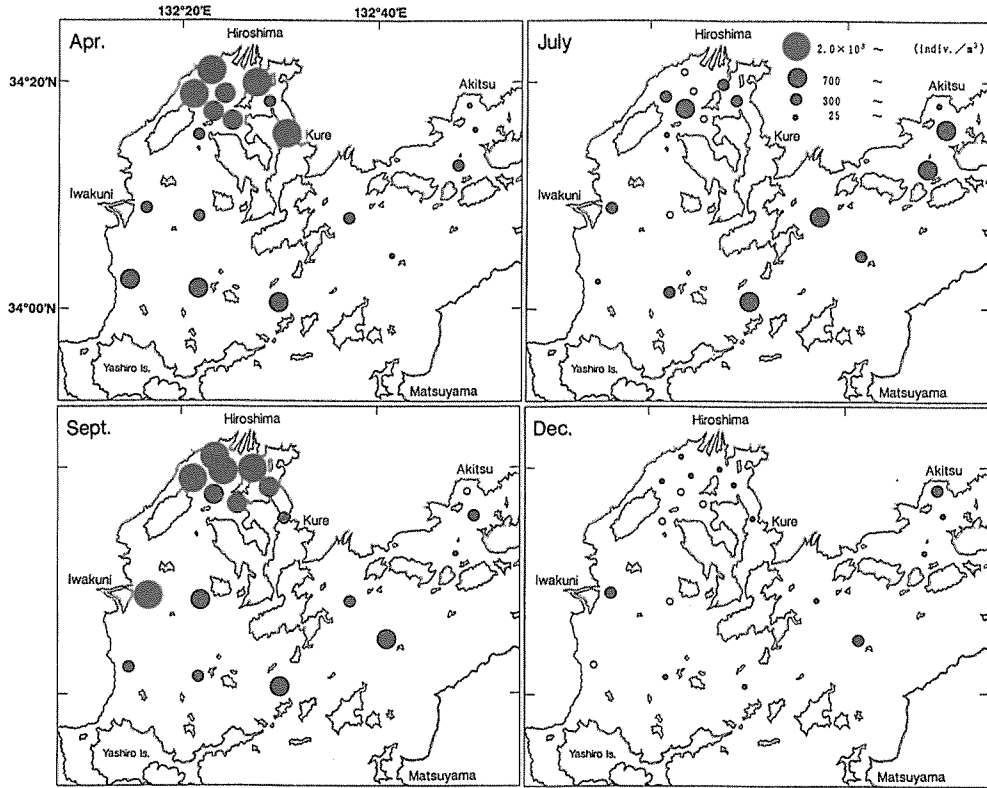 132°20'E 132°40'E
34°20'N
34°00'N
Apr.
Hiroshima
Akitsu
Kure
Iwakuni
Yashiro Is.
Matsuyama
July
Hiroshima
2.0×10³ ~ (indiv./m³)
700 ~
300 ~
25 ~
Akitsu
Kure
Iwakuni
Yashiro Is.
Matsuyama
Sept.
Hiroshima
Akitsu
Kure
Iwakuni
Yashiro Is.
Matsuyama
Dec.
Hiroshima
Akitsu
Kure
Iwakuni
Yashiro Is.
Matsuyama